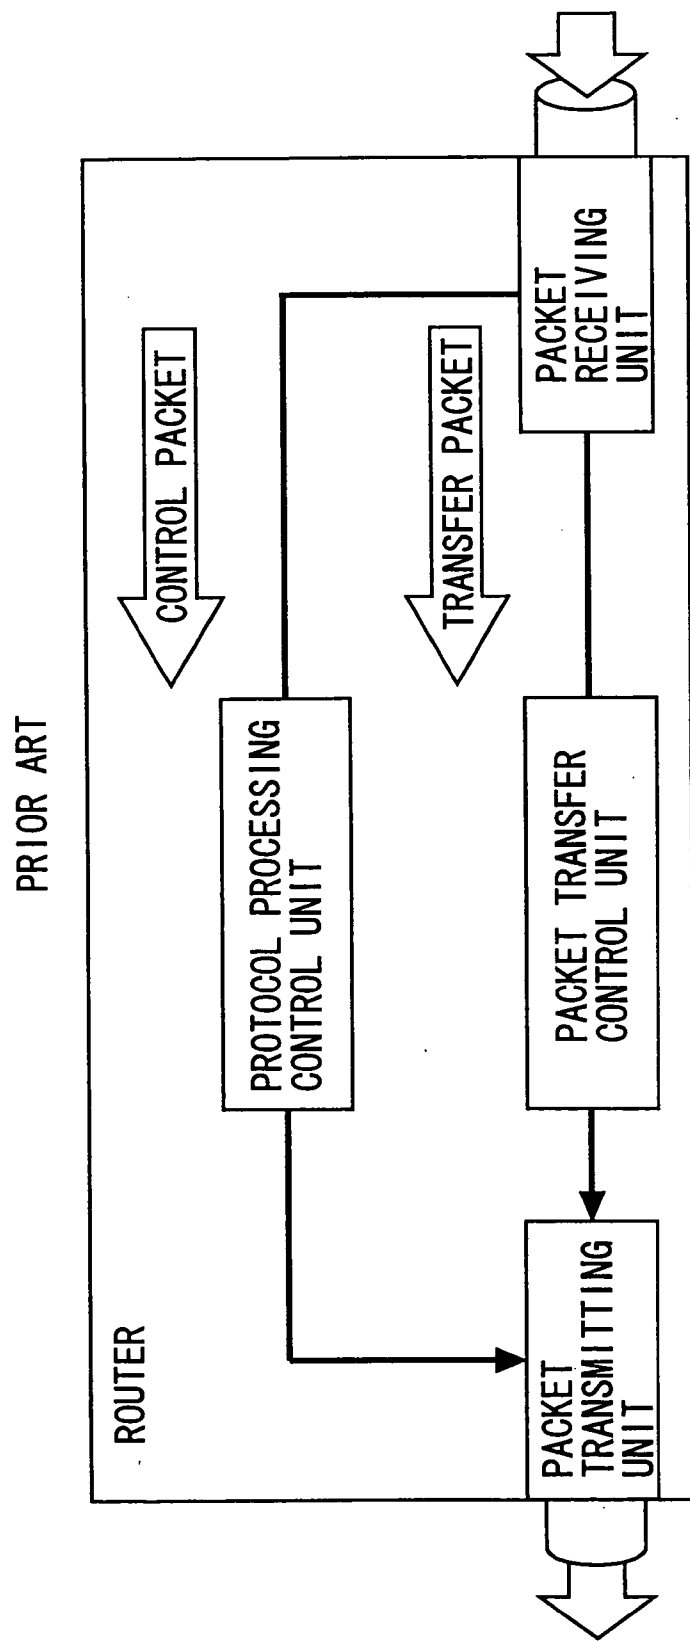 PRIOR ART
ROUTER
CONTROL PACKET
PROTOCOL PROCESSING
CONTROL UNIT
TRANSFER PACKET
PACKET
TRANSMITTING
UNIT
PACKET TRANSFER
CONTROL UNIT
PACKET
RECEIVING
UNIT